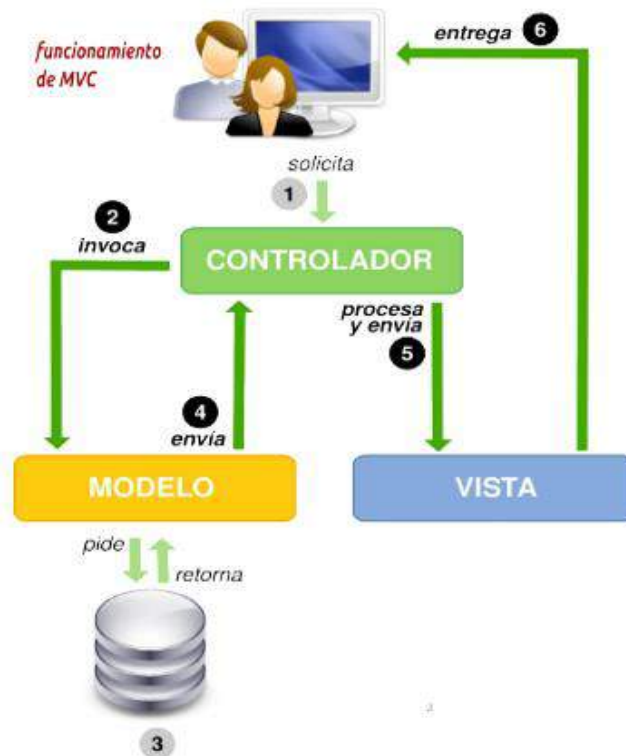 funcionamiento
de MVC
entrega 6
solicita
1
2
invoca
CONTROLADOR
procesa
y envía
5
4
envía
MODELO
VISTA
pide
retorna
3